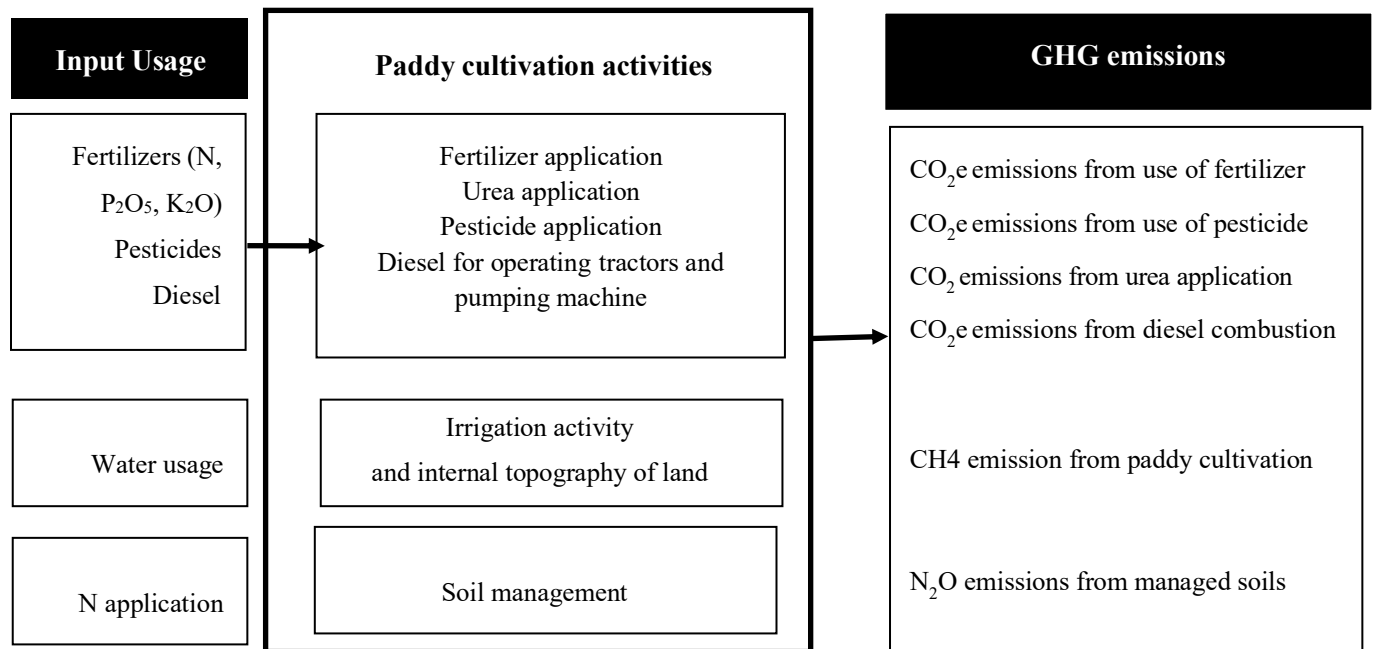 Input Usage
Fertilizers (N,
P₂O₅, K₂O)
Pesticides
Diesel
Water usage
N application
Paddy cultivation activities
Fertilizer application
Urea application
Pesticide application
Diesel for operating tractors and
pumping machine
Irrigation activity
and internal topography of land
Soil management
GHG emissions
CO₂e emissions from use of fertilizer
CO₂e emissions from use of pesticide
CO₂ emissions from urea application
CO₂e emissions from diesel combustion
CH4 emission from paddy cultivation
N₂O emissions from managed soils